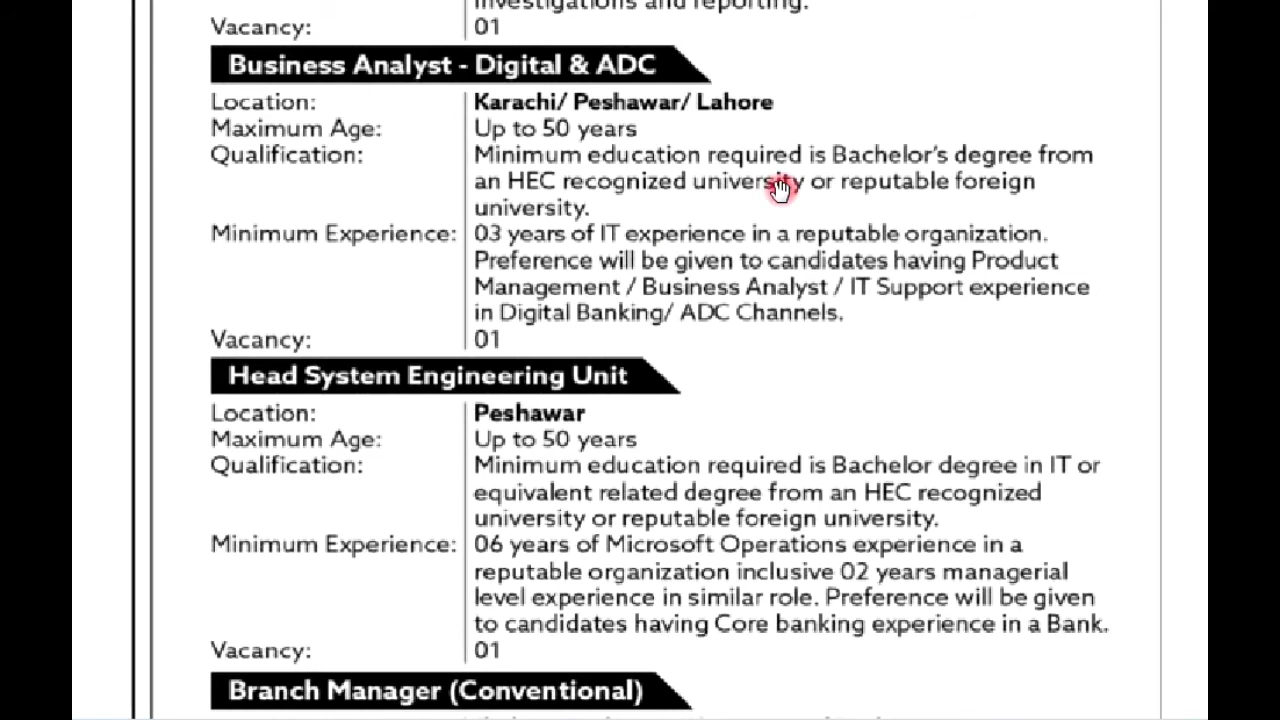 investigations and reporting.
Vacancy: 01
Business Analyst - Digital & ADC
Location: Karachi/ Peshawar/ Lahore
Maximum Age: Up to 50 years
Qualification: Minimum education required is Bachelor's degree from
an HEC recognized university or reputable foreign
university.
Minimum Experience: 03 years of IT experience in a reputable organization.
Preference will be given to candidates having Product
Management / Business Analyst / IT Support experience
in Digital Banking/ ADC Channels.
Vacancy: 01
Head System Engineering Unit
Location: Peshawar
Maximum Age: Up to 50 years
Qualification: Minimum education required is Bachelor degree in IT or
equivalent related degree from an HEC recognized
university or reputable foreign university.
Minimum Experience: 06 years of Microsoft Operations experience in a
reputable organization inclusive 02 years managerial
level experience in similar role. Preference will be given
to candidates having Core banking experience in a Bank.
Vacancy: 01
Branch Manager (Conventional)